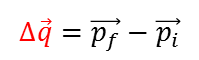 Δq⃗ = p⃗_f − p⃗_i